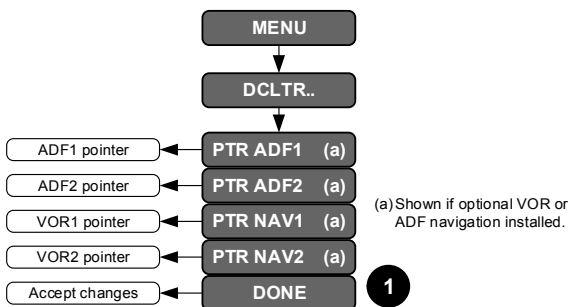 MENU
DCLTR..
ADF1 pointer
PTR ADF1 (a)
ADF2 pointer
PTR ADF2 (a)
VOR1 pointer
PTR NAV1 (a)
VOR2 pointer
PTR NAV2 (a)
Accept changes
DONE
1
(a) Shown if optional VOR or
ADF navigation installed.